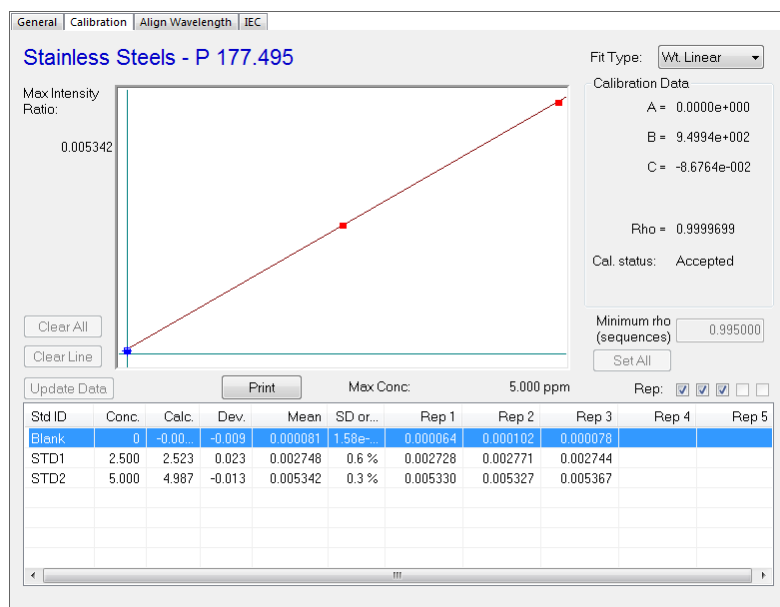 General Calibration Align Wavelength IEC
Stainless Steels - P 177.495
Fit Type: Wt. Linear
Max Intensity
Ratio:
0.005342
Calibration Data
A = 0.0000e+000
B = 9.4994e+002
C = -8.6764e-002
Rho = 0.9999699
Cal. status: Accepted
Clear All
Clear Line
Minimum rho
(sequences) 0.995000
Set All
Update Data Print Max Conc: 5.000 ppm Rep:
Std ID Conc. Calc. Dev. Mean SD or... Rep 1 Rep 2 Rep 3 Rep 4 Rep 5
Blank 0 -0.00... -0.009 0.000081 1.58e-... 0.000064 0.000102 0.000078
STD1 2.500 2.523 0.023 0.002748 0.6 % 0.002728 0.002771 0.002744
STD2 5.000 4.987 -0.013 0.005342 0.3 % 0.005330 0.005327 0.005367